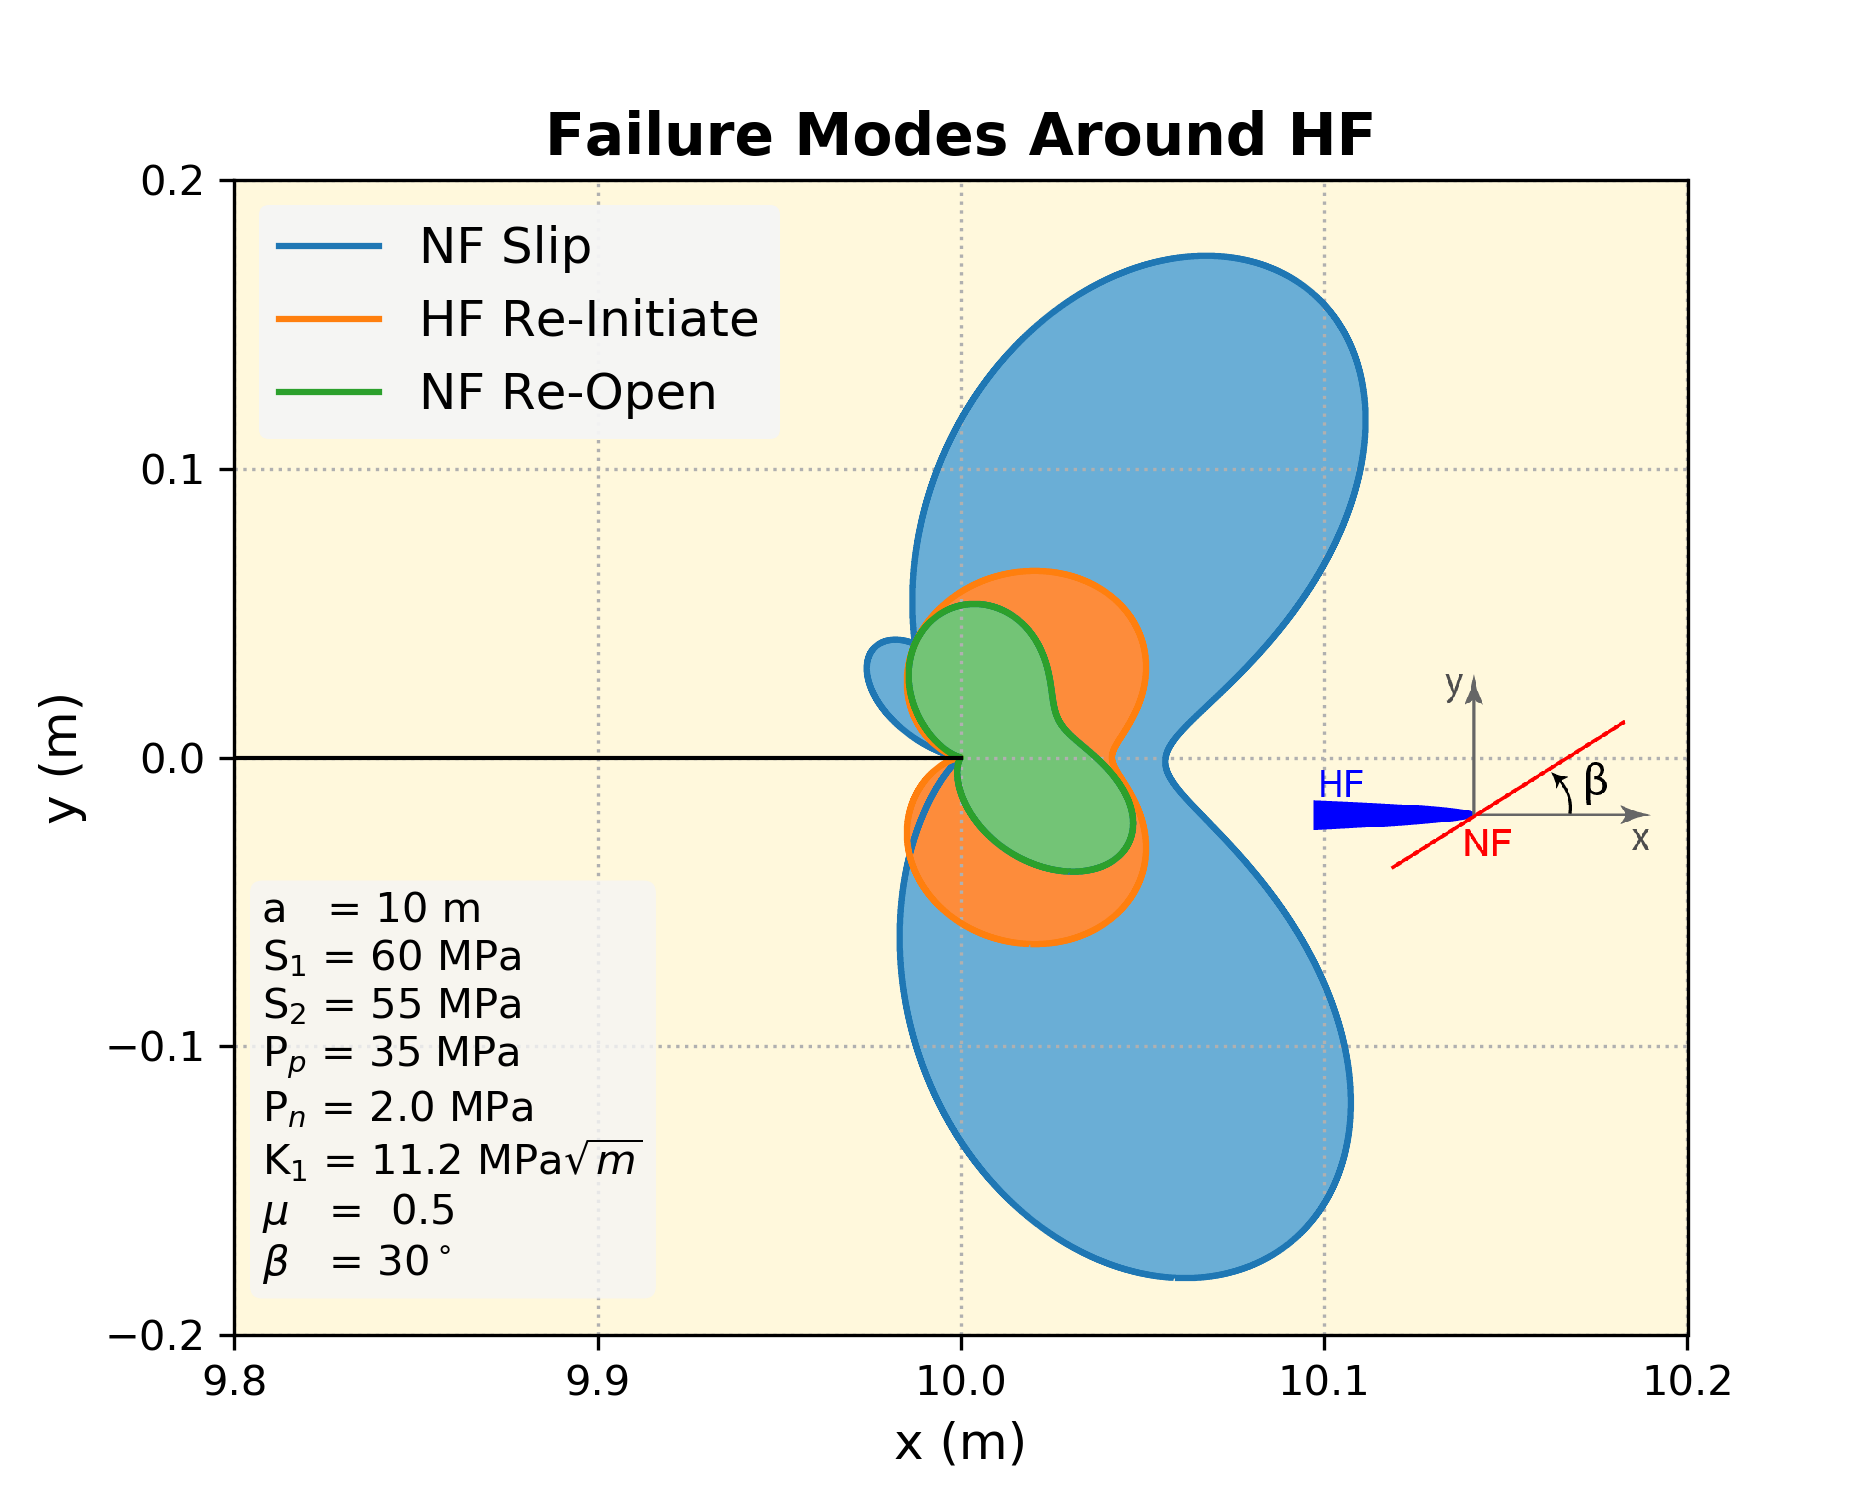 Failure Modes Around HF
0.2
0.1
0.0
−0.1
−0.2
y (m)
NF Slip
HF Re-Initiate
NF Re-Open
a = 10 m
S₁ = 60 MPa
S₂ = 55 MPa
Pₚ = 35 MPa
Pₙ = 2.0 MPa
K₁ = 11.2 MPa√m
μ = 0.5
β = 30°
y
HF
β
NF
x
9.8 9.9 10.0 10.1 10.2
x (m)